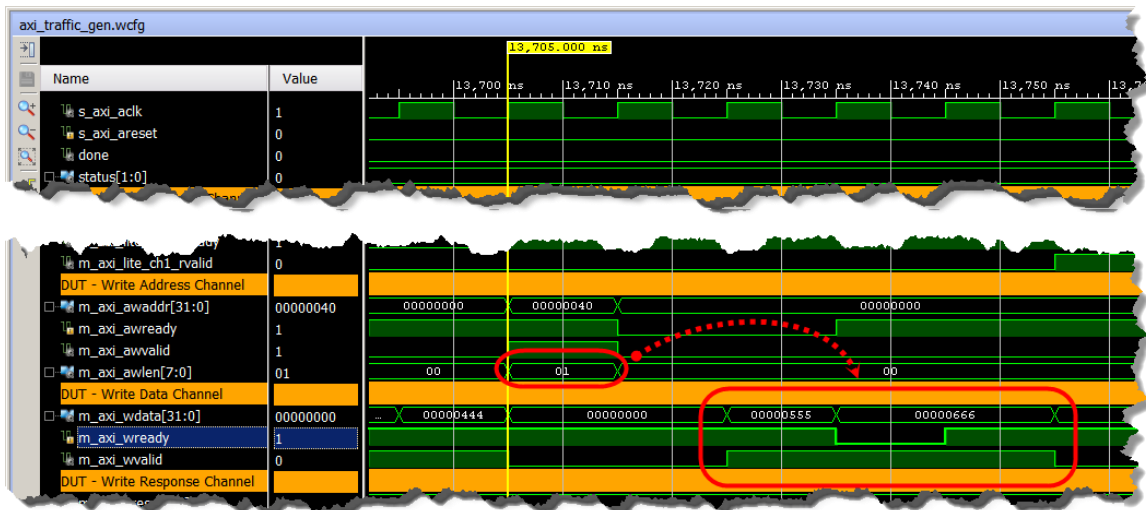 axi_traffic_gen.wcfg
13,705.000 ns
Name Value
13,700 ns 13,710 ns 13,720 ns 13,730 ns 13,740 ns 13,750 ns
s_axi_aclk 1
s_axi_areset 0
done 0
status[1:0] 0
m_axi_lite_ch1_rvalid 0
DUT - Write Address Channel
m_axi_awaddr[31:0] 00000040 00000000 00000040 00000000
m_axi_awready 1
m_axi_awvalid 1
m_axi_awlen[7:0] 01 00 01 00
DUT - Write Data Channel
m_axi_wdata[31:0] 00000000 ... 00000444 00000000 00000555 00000666
m_axi_wready 1
m_axi_wvalid 0
DUT - Write Response Channel